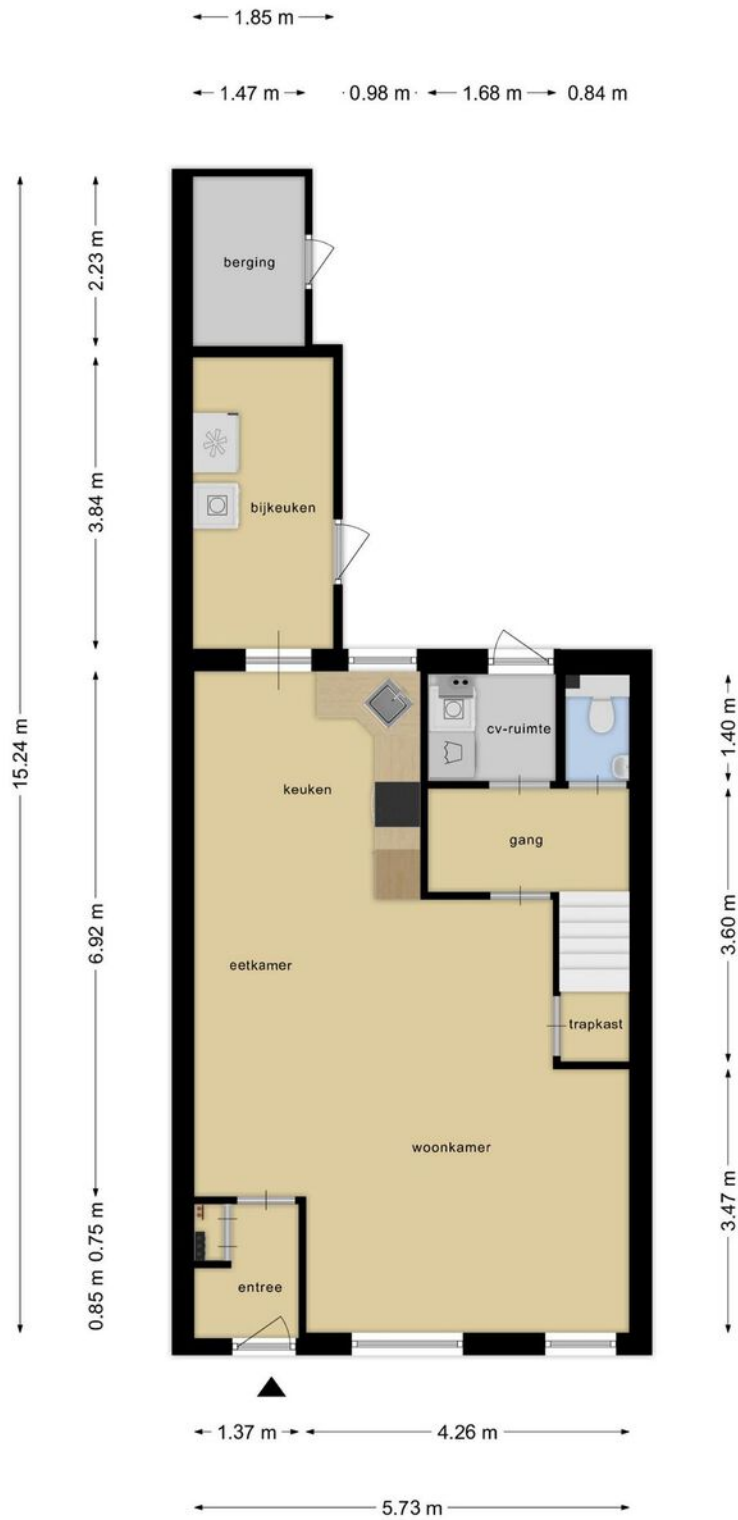 1.85 m
1.47 m 0.98 m 1.68 m 0.84 m
berging
2.23 m
bijkeuken
3.84 m
cv-ruimte
1.40 m
15.24 m
keuken
gang
6.92 m
3.60 m
eetkamer
trapkast
woonkamer
3.47 m
0.75 m
entree
0.85 m
1.37 m 4.26 m
5.73 m